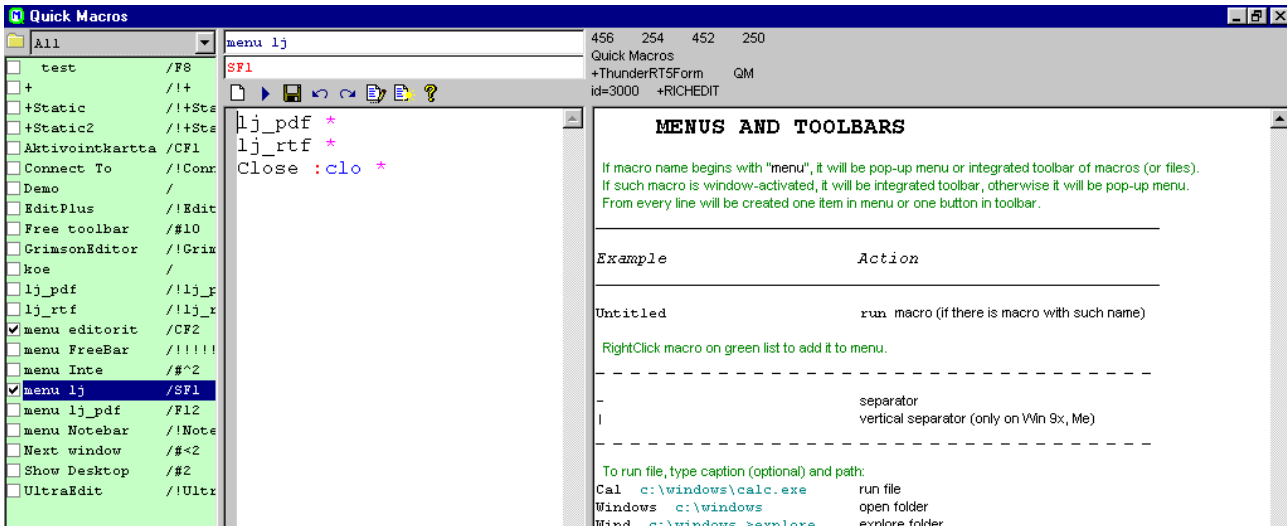 Quick Macros
All
test /F8
+ /!+
+Static /!+Sta
+Static2 /!+Sta
Aktivointkartta /CF1
Connect To /!Conn
Demo /
EditPlus /!Edit
Free toolbar /#10
GrimsonEditor /!Grim
koe /
lj_pdf /!lj_p
lj_rtf /!lj_r
menu editorit /CF2
menu FreeBar /!!!!!
menu Inte /#^2
menu lj /SF1
menu lj_pdf /F12
menu Notebar /!Note
Next window /#<2
Show Desktop /#2
UltraEdit /!Ultr
menu lj
SF1
lj_pdf *
lj_rtf *
Close :clo *
456 254 452 250
Quick Macros
+ThunderRT5Form QM
id=3000 +RICHEDIT
MENUS AND TOOLBARS
If macro name begins with "menu", it will be pop-up menu or integrated toolbar of macros (or files).
If such macro is window-activated, it will be integrated toolbar, otherwise it will be pop-up menu.
From every line will be created one item in menu or one button in toolbar.
Example Action
Untitled run macro (if there is macro with such name)
RightClick macro on green list to add it to menu.
- separator
| vertical separator (only on Win 9x, Me)
To run file, type caption (optional) and path:
Cal c:\windows\calc.exe run file
Windows c:\windows open folder
Wind c:\windows >explore explore folder